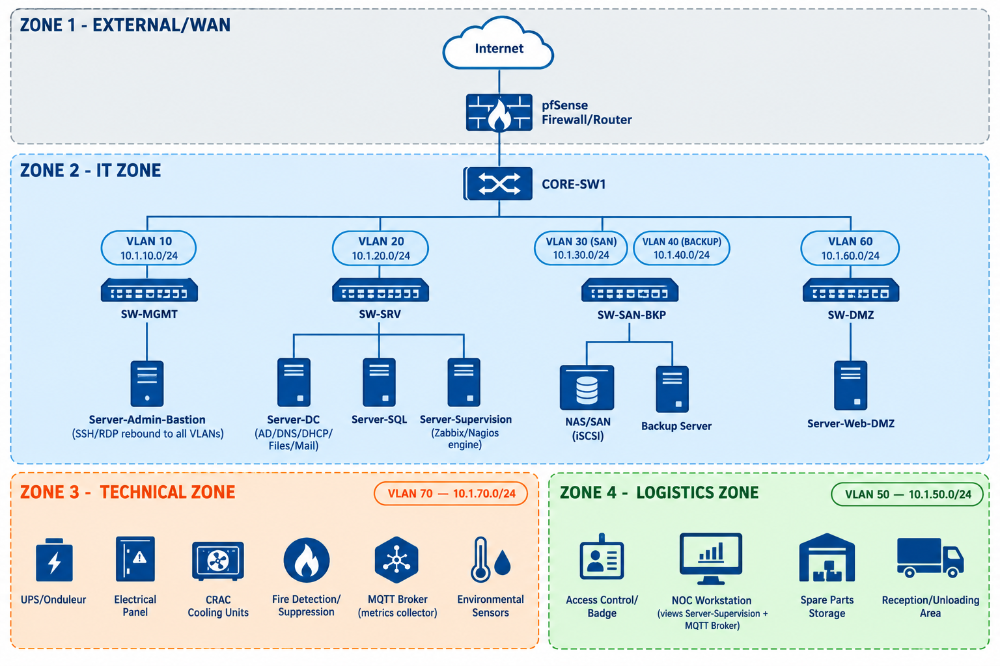 ZONE 1 - EXTERNAL/WAN
Internet
pfSense
Firewall/Router
ZONE 2 - IT ZONE
CORE-SW1
VLAN 10
10.1.10.0/24
VLAN 20
10.1.20.0/24
VLAN 30 (SAN)
10.1.30.0/24
VLAN 40 (BACKUP)
10.1.40.0/24
VLAN 60
10.1.60.0/24
SW-MGMT
SW-SRV
SW-SAN-BKP
SW-DMZ
Server-Admin-Bastion
(SSH/RDP rebound to all VLANs)
Server-DC
(AD/DNS/DHCP/
Files/Mail)
Server-SQL
Server-Supervision
(Zabbix/Nagios
engine)
NAS/SAN
(iSCSI)
Backup Server
Server-Web-DMZ
ZONE 3 - TECHNICAL ZONE
VLAN 70 — 10.1.70.0/24
UPS/Onduleur
Electrical
Panel
CRAC
Cooling Units
Fire Detection/
Suppression
MQTT Broker
(metrics collector)
Environmental
Sensors
ZONE 4 - LOGISTICS ZONE
VLAN 50 — 10.1.50.0/24
Access Control/
Badge
NOC Workstation
(views Server-Supervision +
MQTT Broker)
Spare Parts
Storage
Reception/Unloading
Area